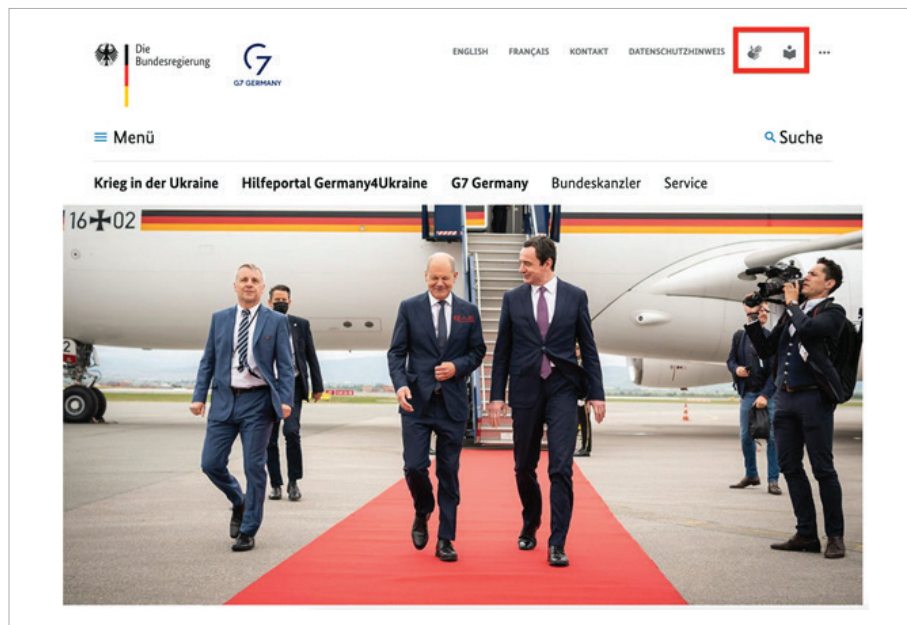 Die
Bundesregierung
G7 GERMANY
ENGLISH FRANÇAIS KONTAKT DATENSCHUTZHINWEIS
Menü
Suche
Krieg in der Ukraine Hilfeportal Germany4Ukraine G7 Germany Bundeskanzler Service
16 02
2